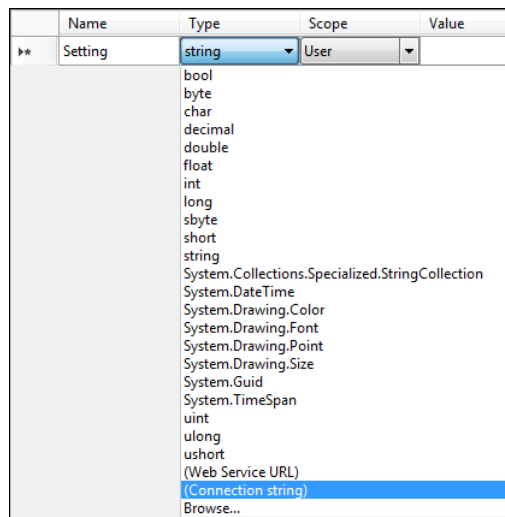 Name Type Scope Value
Setting string User
bool
byte
char
decimal
double
float
int
long
sbyte
short
string
System.Collections.Specialized.StringCollection
System.DateTime
System.Drawing.Color
System.Drawing.Font
System.Drawing.Point
System.Drawing.Size
System.Guid
System.TimeSpan
uint
ulong
ushort
(Web Service URL)
(Connection string)
Browse...